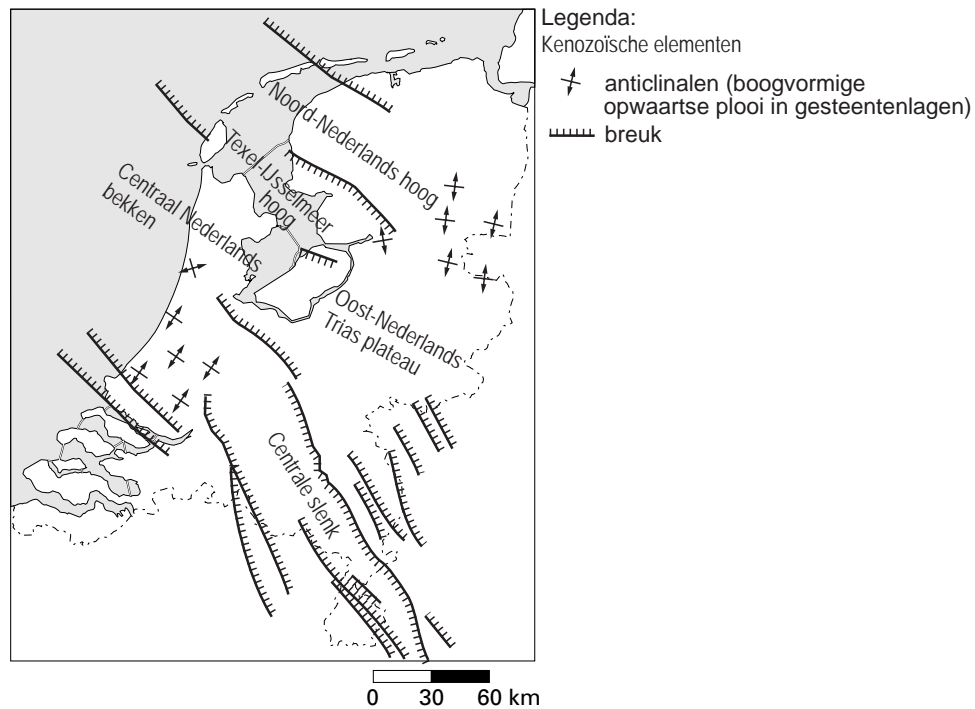 Legenda:
Kenozoïsche elementen
anticlinalen (boogvormige
opwaartse plooi in gesteentenlagen)
breuk
Noord-Nederlands hoog
Texel-IJsselmeer
hoog
Centraal Nederlands
bekken
Oost-Nederlands
Trias plateau
Centrale slenk
0 30 60 km